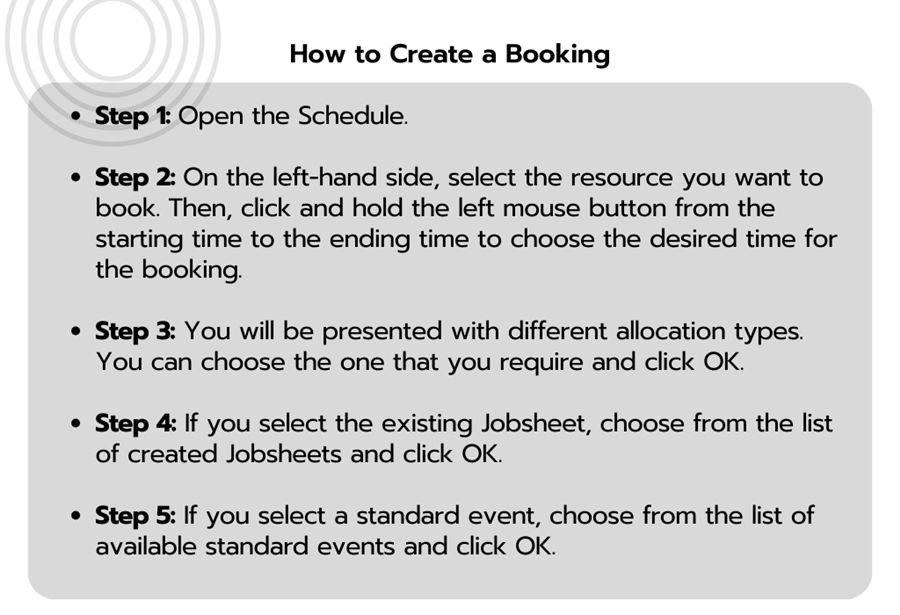 How to Create a Booking
• Step 1: Open the Schedule.
• Step 2: On the left-hand side, select the resource you want to
book. Then, click and hold the left mouse button from the
starting time to the ending time to choose the desired time for
the booking.
• Step 3: You will be presented with different allocation types.
You can choose the one that you require and click OK.
• Step 4: If you select the existing Jobsheet, choose from the list
of created Jobsheets and click OK.
• Step 5: If you select a standard event, choose from the list of
available standard events and click OK.